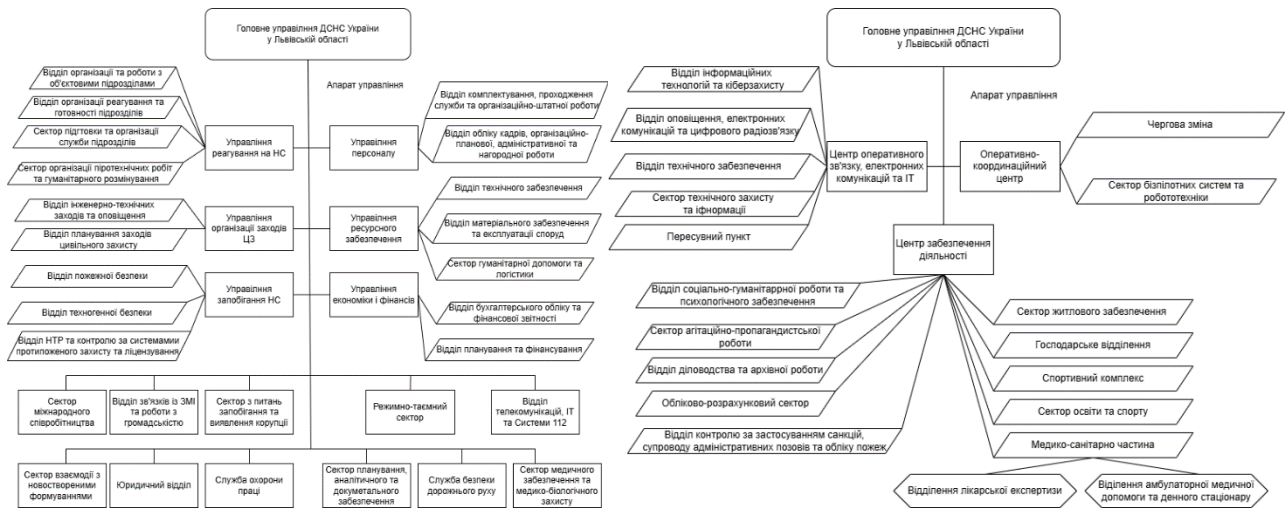 Головне управління ДСНС України
у Львівській області
Апарат управління
Відділ організації та роботи з
об'єктовими підрозділами
Відділ організації реагування та
готовності підрозділів
Сектор підгтовки та організації
служби підрозділів
Сектор організації піротехнічних робіт
та гуманітарного розмінування
Управління
реагування на НС
Управління
персоналу
Відділ комплектування, проходження
служби та організаційно-штатної роботи
Відділ обліку кадрів, організаційно-
планової, адміністративної та
нагородної роботи
Відділ інженерно-технічних
заходів та оповіщення
Відділ планування заходів
цивільного захисту
Управління
організації заходів
ЦЗ
Управління
ресурсного
забезпечення
Відділ технічного забезпечення
Відділ матеріального забезпечення
та експлуатації споруд
Сектор гуманітарної допомоги та
логістики
Відділ пожежної безпеки
Відділ техногенної безпеки
Відділ НТР та контролю за системамии
протипожежного захисту та ліцензування
Управління
запобігання НС
Управління
економіки і фінансів
Відділ бухгалтерського обліку та
фінансової звітності
Відділ планування та фінансування
Сектор
міжнародного
співробітництва
Відділ зв'язків із ЗМІ
та роботи з
громадськістю
Сектор з питань
запобігання та
виявлення корупції
Режимно-таємний
сектор
Відділ
телекомунікацій, ІТ
та Системи 112
Сектор взаємодії з
новоствореними
формуваннями
Юридичний відділ
Служба охорони
праці
Сектор планування,
аналітичного та
докуметального
забезпечення
Служба безпеки
дорожнього руху
Сектор медичного
забезпечення та
медико-біологічного
захисту
Головне управління ДСНС України
у Львівській області
Апарат управління
Відділ інформаційних
технологій та кіберзахисту
Відділ оповіщення, електронних
комунікацій та цифрового радіозв'язку
Відділ технічного забезпечення
Сектор технічного захисту
та іфнормації
Пересувний пункт
Центр оперативного
зв'язку, електронних
комунікацій та ІТ
Оперативно-
координаційний
центр
Чергова зміна
Сектор бізпілотних систем та
робототехніки
Центр забезпечення
діяльності
Відділ соціально-гуманітаррної роботи та
психологічного забезпечення
Сектор агітаційно-пропагандистської
роботи
Відділ діловодства та архівної роботи
Обліково-розрахунковий сектор
Відділ контролю за застосуванням санкцій,
супроводу адміністративних позовів та обліку пожеж
Сектор житлового забезпечення
Господарське відділення
Спортивний комплекс
Сектор освіти та спорту
Медико-санітарно частина
Відділення лікарської експертизи
Віділення амбулаторної медичної
допомоги та денного стаціонару